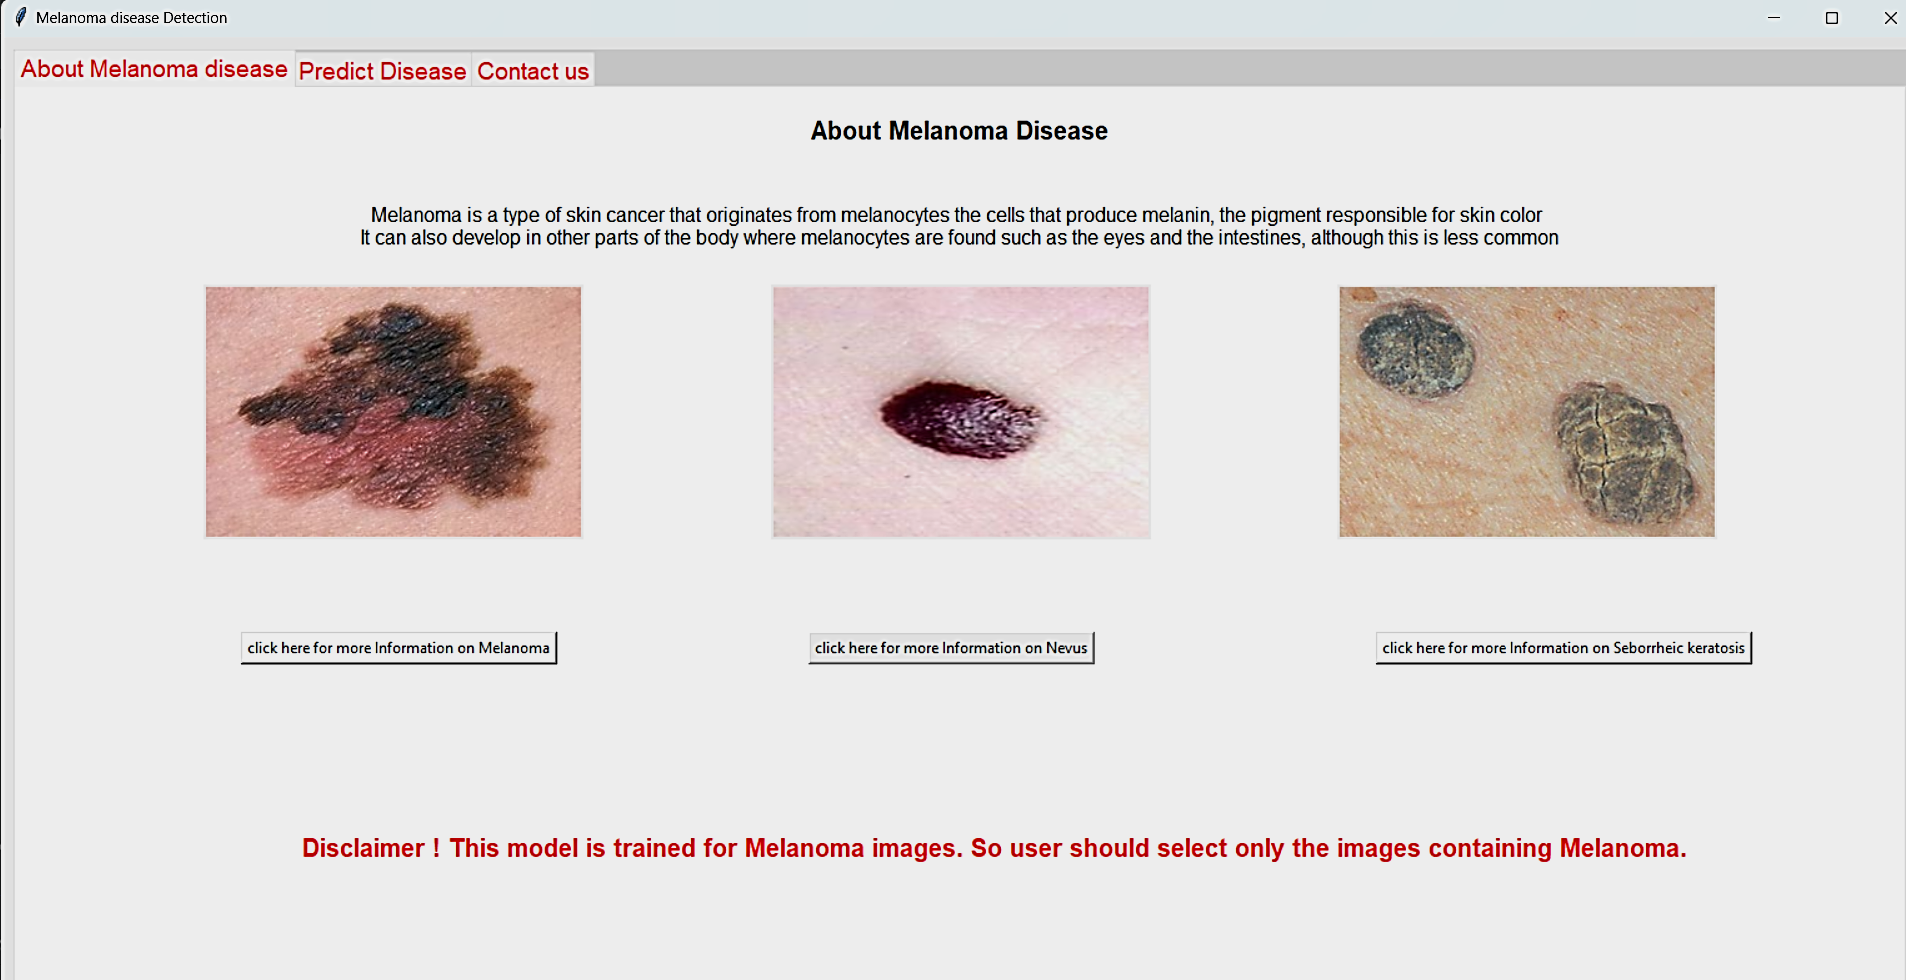 Melanoma disease Detection
About Melanoma disease
Predict Disease
Contact us
About Melanoma Disease
Melanoma is a type of skin cancer that originates from melanocytes the cells that produce melanin, the pigment responsible for skin color
It can also develop in other parts of the body where melanocytes are found such as the eyes and the intestines, although this is less common
click here for more Information on Melanoma
click here for more Information on Nevus
click here for more Information on Seborrheic keratosis
Disclaimer ! This model is trained for Melanoma images. So user should select only the images containing Melanoma.